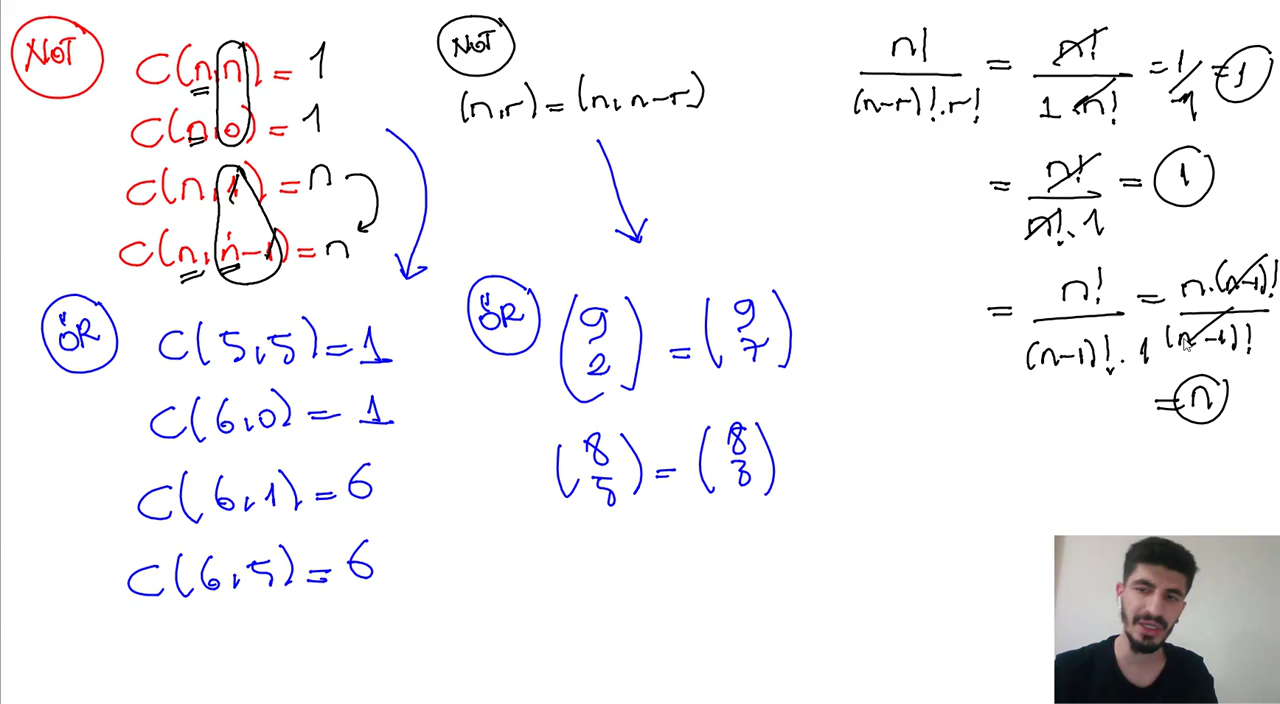 NOT
C(n,n) = 1
C(n,0) = 1
C(n,1) = n
C(n,n-1) = n
ÖR
C(5,5)=1
C(6,0) = 1
C(6,1) = 6
C(6,5) = 6
NOT
(n,r) = (n,n-r)
ÖR
(9 2) = (9 7)
(8 5) = (8 3)
n! / (n-r)!.r! = n! / 1.n! = 1/1 = 1
= n! / n!.1 = 1
= n! / (n-1)!.1 = n.(n-1)! / (n-1)!
= n